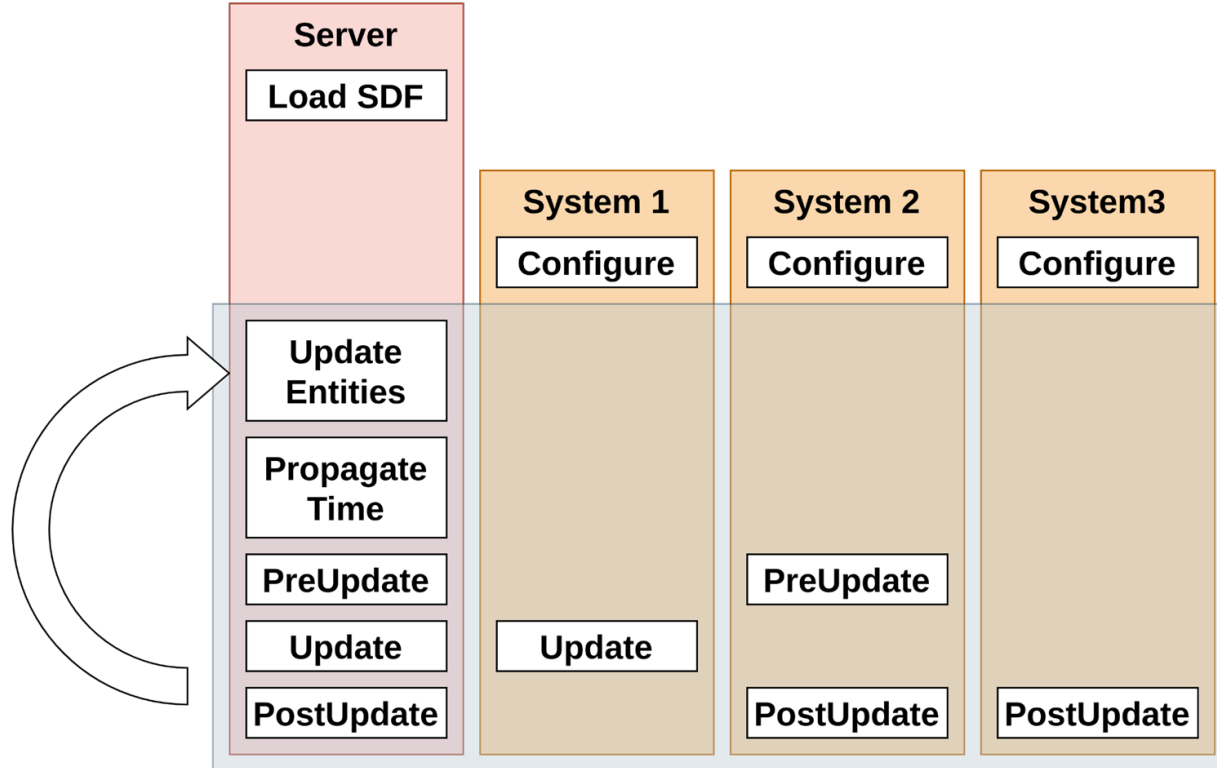 Server
Load SDF
System 1
System 2
System3
Configure
Configure
Configure
Update
Entities
Propagate
Time
PreUpdate
PreUpdate
Update
Update
PostUpdate
PostUpdate
PostUpdate